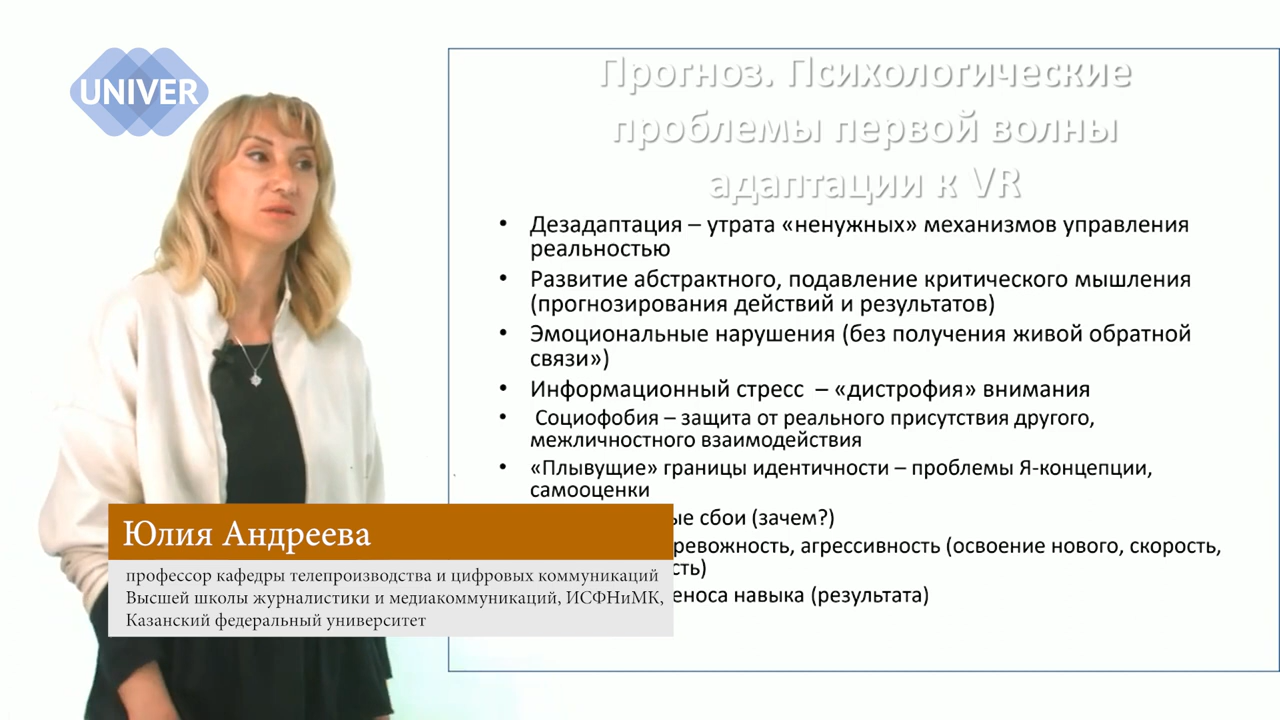 UNIVER
Прогноз. Психологические
проблемы первой волны
адаптации к VR
• Дезадаптация – утрата «ненужных» механизмов управления
реальностью
• Развитие абстрактного, подавление критического мышления
(прогнозирования действий и результатов)
• Эмоциональные нарушения (без получения живой обратной
связи»)
• Информационный стресс – «дистрофия» внимания
• Социофобия – защита от реального присутствия другого,
межличностного взаимодействия
• «Плывущие» границы идентичности – проблемы Я-концепции,
самооценки
сбои (зачем?)
агрессивность (освоение нового, скорость,
навыка (результата)
Юлия Андреева
профессор кафедры телепроизводства и цифровых коммуникаций
Высшей школы журналистики и медиакоммуникаций, ИСФНиМК,
Казанский федеральный университет